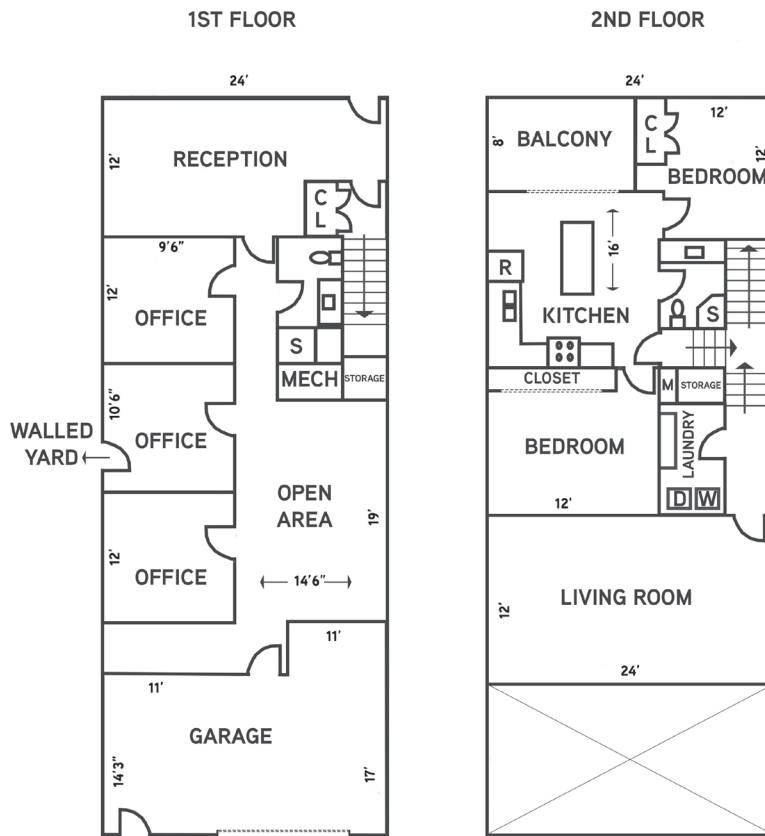 1ST FLOOR
24'
12'
RECEPTION
C
L
9'6"
12'
OFFICE
S
MECH
STORAGE
10'6"
OFFICE
WALLED
YARD
OPEN
AREA
19'
12'
OFFICE
14'6"
11'
11'
GARAGE
14'3"
17'
2ND FLOOR
24'
8'
BALCONY
C
L
12'
12'
BEDROOM
16'
R
KITCHEN
S
CLOSET
M
STORAGE
BEDROOM
LAUNDRY
12'
D
W
LIVING ROOM
12'
24'